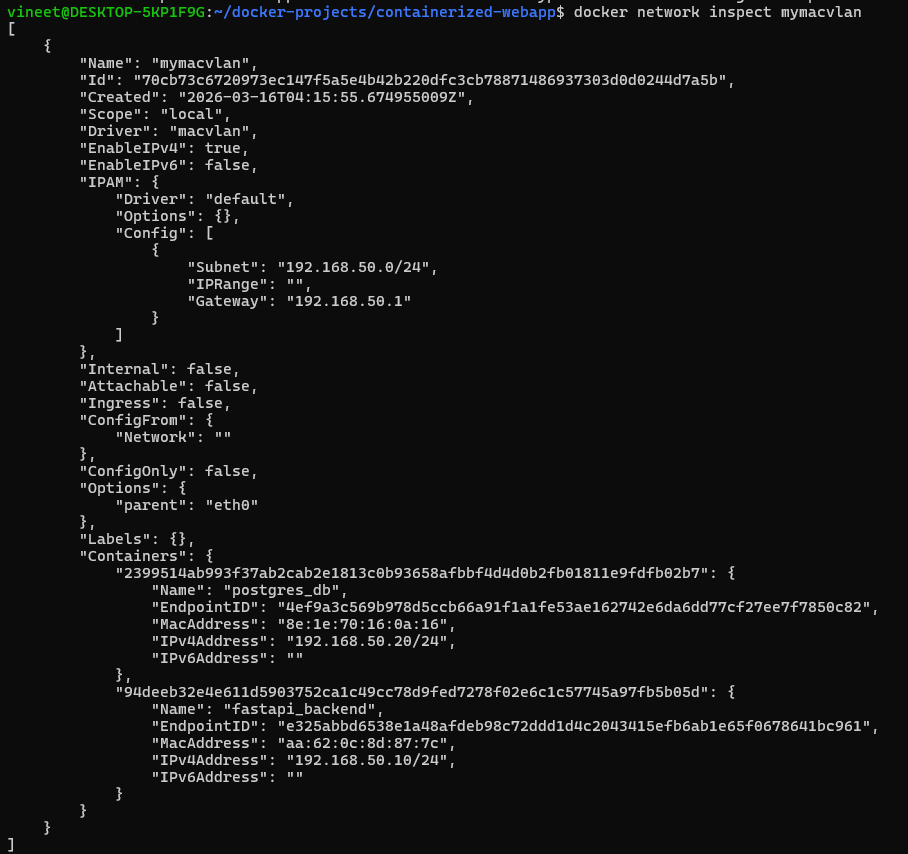 vineet@DESKTOP-5KP1F9G:~/docker-projects/containerized-webapp$ docker network inspect mymacvlan
[
    {
        "Name": "mymacvlan",
        "Id": "70cb73c6720973ec147f5a5e4b42b220dfc3cb78871486937303d0d0244d7a5b",
        "Created": "2026-03-16T04:15:55.674955009Z",
        "Scope": "local",
        "Driver": "macvlan",
        "EnableIPv4": true,
        "EnableIPv6": false,
        "IPAM": {
            "Driver": "default",
            "Options": {},
            "Config": [
                {
                    "Subnet": "192.168.50.0/24",
                    "IPRange": "",
                    "Gateway": "192.168.50.1"
                }
            ]
        },
        "Internal": false,
        "Attachable": false,
        "Ingress": false,
        "ConfigFrom": {
            "Network": ""
        },
        "ConfigOnly": false,
        "Options": {
            "parent": "eth0"
        },
        "Labels": {},
        "Containers": {
            "2399514ab993f37ab2cab2e1813c0b93658afbbf4d4d0b2fb01811e9fdfb02b7": {
                "Name": "postgres_db",
                "EndpointID": "4ef9a3c569b978d5ccb66a91f1a1fe53ae162742e6da6dd77cf27ee7f7850c82",
                "MacAddress": "8e:1e:70:16:0a:16",
                "IPv4Address": "192.168.50.20/24",
                "IPv6Address": ""
            },
            "94deeb32e4e611d5903752ca1c49cc78d9fed7278f02e6c1c57745a97fb5b05d": {
                "Name": "fastapi_backend",
                "EndpointID": "e325abbd6538e1a48afdeb98c72ddd1d4c2043415efb6ab1e65f0678641bc961",
                "MacAddress": "aa:62:0c:8d:87:7c",
                "IPv4Address": "192.168.50.10/24",
                "IPv6Address": ""
            }
        }
    }
]